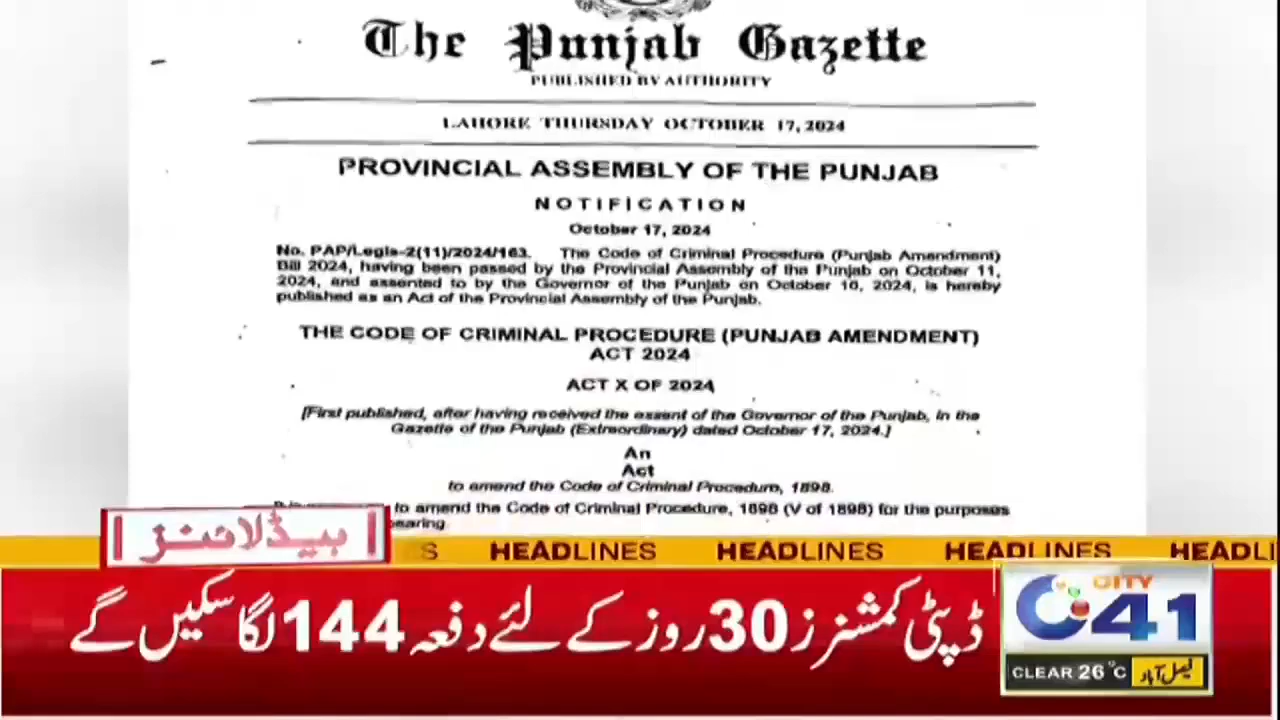 The Punjab Gazette
PUBLISHED BY AUTHORITY
LAHORE THURSDAY OCTOBER 17, 2024
PROVINCIAL ASSEMBLY OF THE PUNJAB
NOTIFICATION
October 17, 2024
No. PAP/Legis-2(11)/2024/163. The Code of Criminal Procedure (Punjab Amendment)
Bill 2024, having been passed by the Provincial Assembly of the Punjab on October 11,
2024, and assented to by the Governor of the Punjab on October 16, 2024, is hereby
published as an Act of the Provincial Assembly of the Punjab.
THE CODE OF CRIMINAL PROCEDURE (PUNJAB AMENDMENT)
ACT 2024
ACT X OF 2024
[First published, after having received the assent of the Governor of the Punjab, in the
Gazette of the Punjab (Extraordinary) dated October 17, 2024.]
An
Act
to amend the Code of Criminal Procedure, 1898.
to amend the Code of Criminal Procedure, 1898 (V of 1898) for the purposes
ہیڈلائنز
S HEADLINES HEADLINES HEADLINES HEADLI
ڈپٹی کمشنرز 30 روز کے لئے دفعہ 144 لگا سکیں گے
CITY
41
CLEAR 26°C فیصل آباد